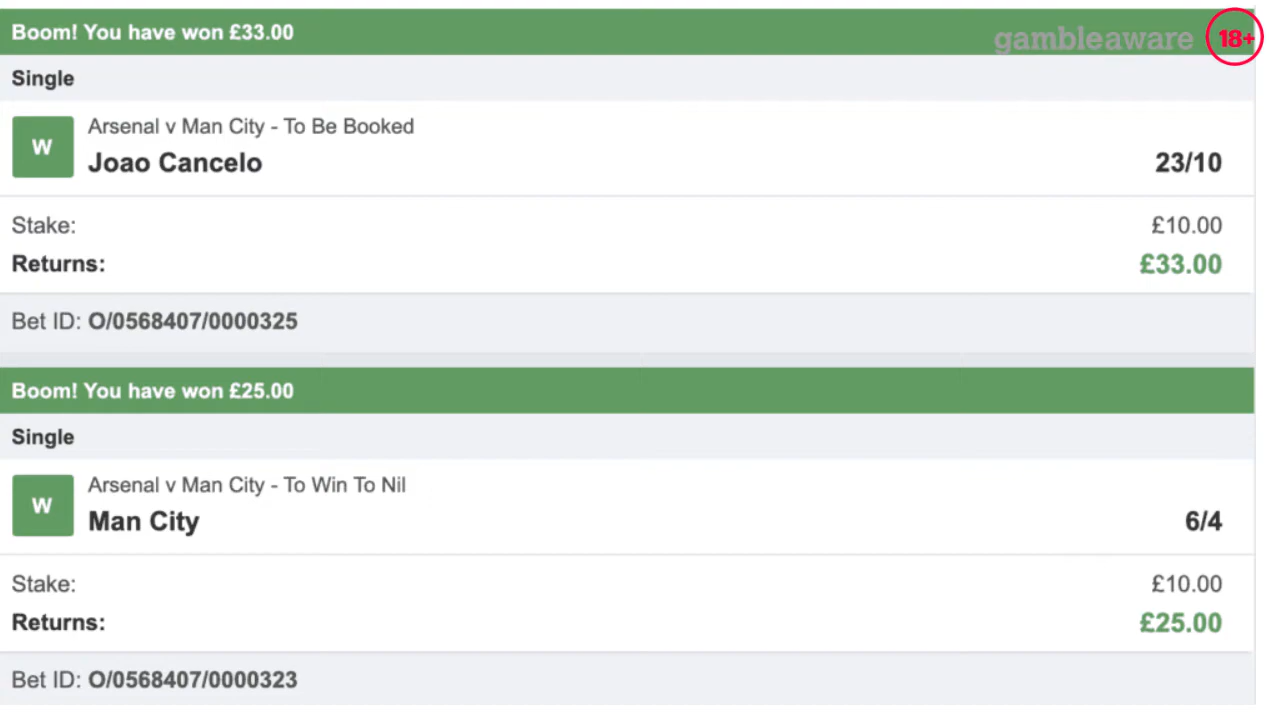 Boom! You have won £33.00
gambleaware 18+
Single
W
Arsenal v Man City - To Be Booked
Joao Cancelo
23/10
Stake:
£10.00
Returns:
£33.00
Bet ID: O/0568407/0000325
Boom! You have won £25.00
Single
W
Arsenal v Man City - To Win To Nil
Man City
6/4
Stake:
£10.00
Returns:
£25.00
Bet ID: O/0568407/0000323